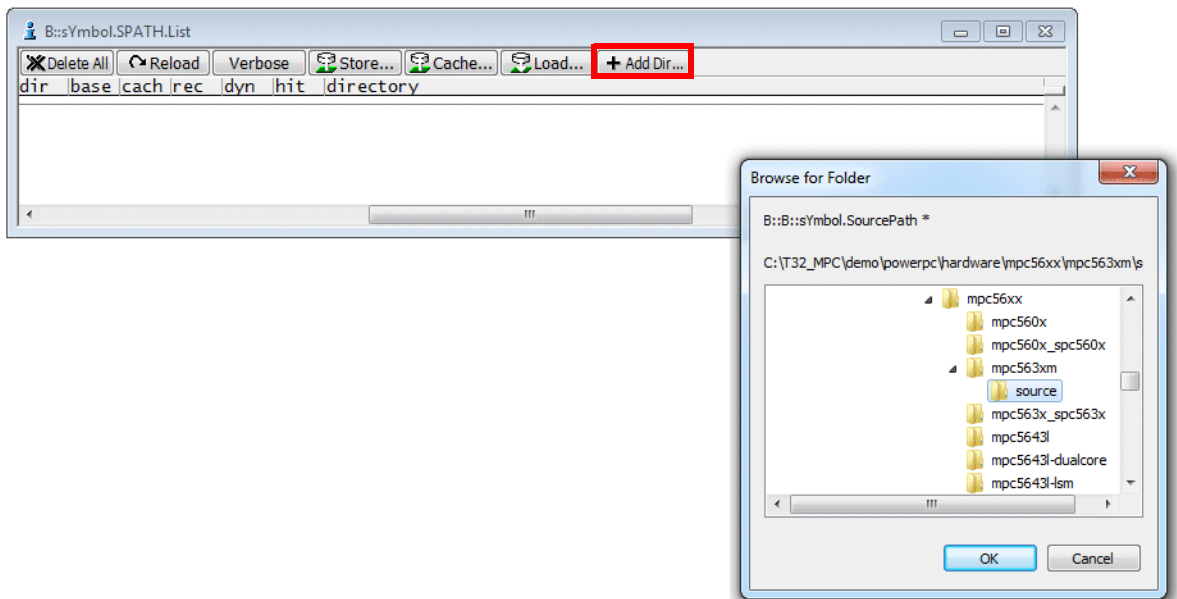 B::sYmbol.SPATH.List
Delete All Reload Verbose Store... Cache... Load... + Add Dir...
dir base cach rec dyn hit directory
Browse for Folder
B::B::sYmbol.SourcePath *
C:\T32_MPC\demo\powerpc\hardware\mpc56xx\mpc563xm\s
mpc56xx
mpc560x
mpc560x_spc560x
mpc563xm
source
mpc563x_spc563x
mpc5643l
mpc5643l-dualcore
mpc5643l-lsm
OK Cancel